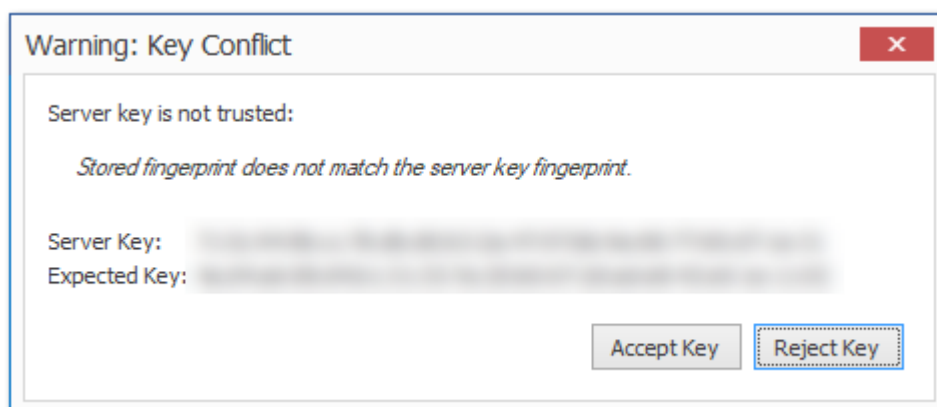 Warning: Key Conflict
Server key is not trusted:
Stored fingerprint does not match the server key fingerprint.
Server Key:
Expected Key:
Accept Key Reject Key